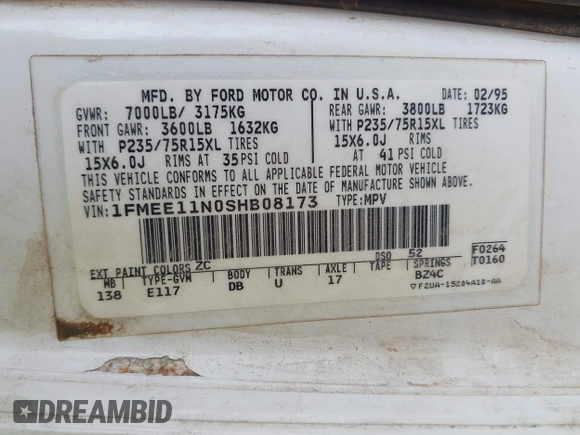 MFD. BY FORD MOTOR CO. IN U.S.A.
DATE: 02/95
GVWR: 7000LB/ 3175KG
FRONT GAWR: 3600LB 1632KG
WITH P235/75R15XL TIRES
15X6.0J RIMS AT 35 PSI COLD
REAR GAWR: 3800LB 1723KG
WITH P235/75R15XL TIRES
15X6.0J RIMS
AT 41 PSI COLD
THIS VEHICLE CONFORMS TO ALL APPLICABLE FEDERAL MOTOR VEHICLE
SAFETY STANDARDS IN EFFECT ON THE DATE OF MANUFACTURE SHOWN ABOVE.
VIN: 1FMEE11N0SHB08173 TYPE: MPV
EXT PAINT COLORS ZC
DSO 52
F0264
T0160
WB TYPE-GVM BODY TRANS AXLE TAPE SPRINGS
138 E117 DB U 17 BZ4C
▽ F2UA-15204A10-AA
DREAMBID